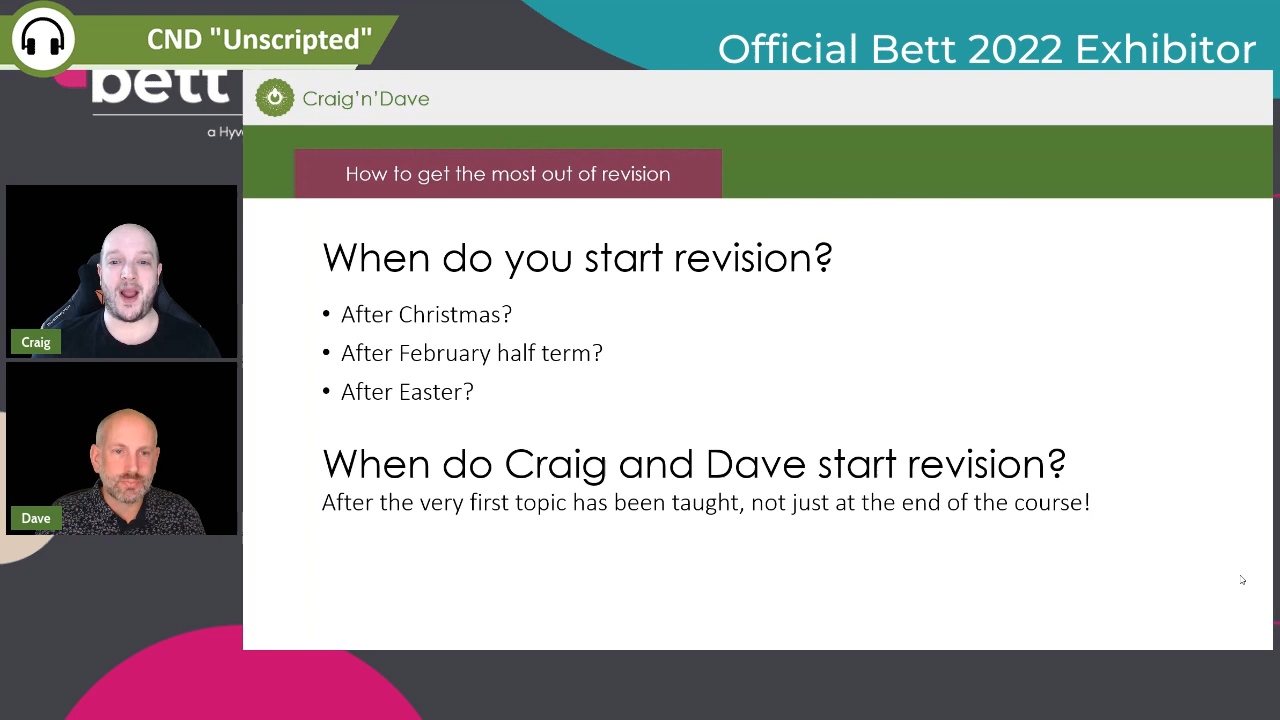 CND "Unscripted"
Official Bett 2022 Exhibitor
bett
a Hyv
Craig'n'Dave
How to get the most out of revision
When do you start revision?
• After Christmas?
• After February half term?
• After Easter?
When do Craig and Dave start revision?
After the very first topic has been taught, not just at the end of the course!
Craig
Dave